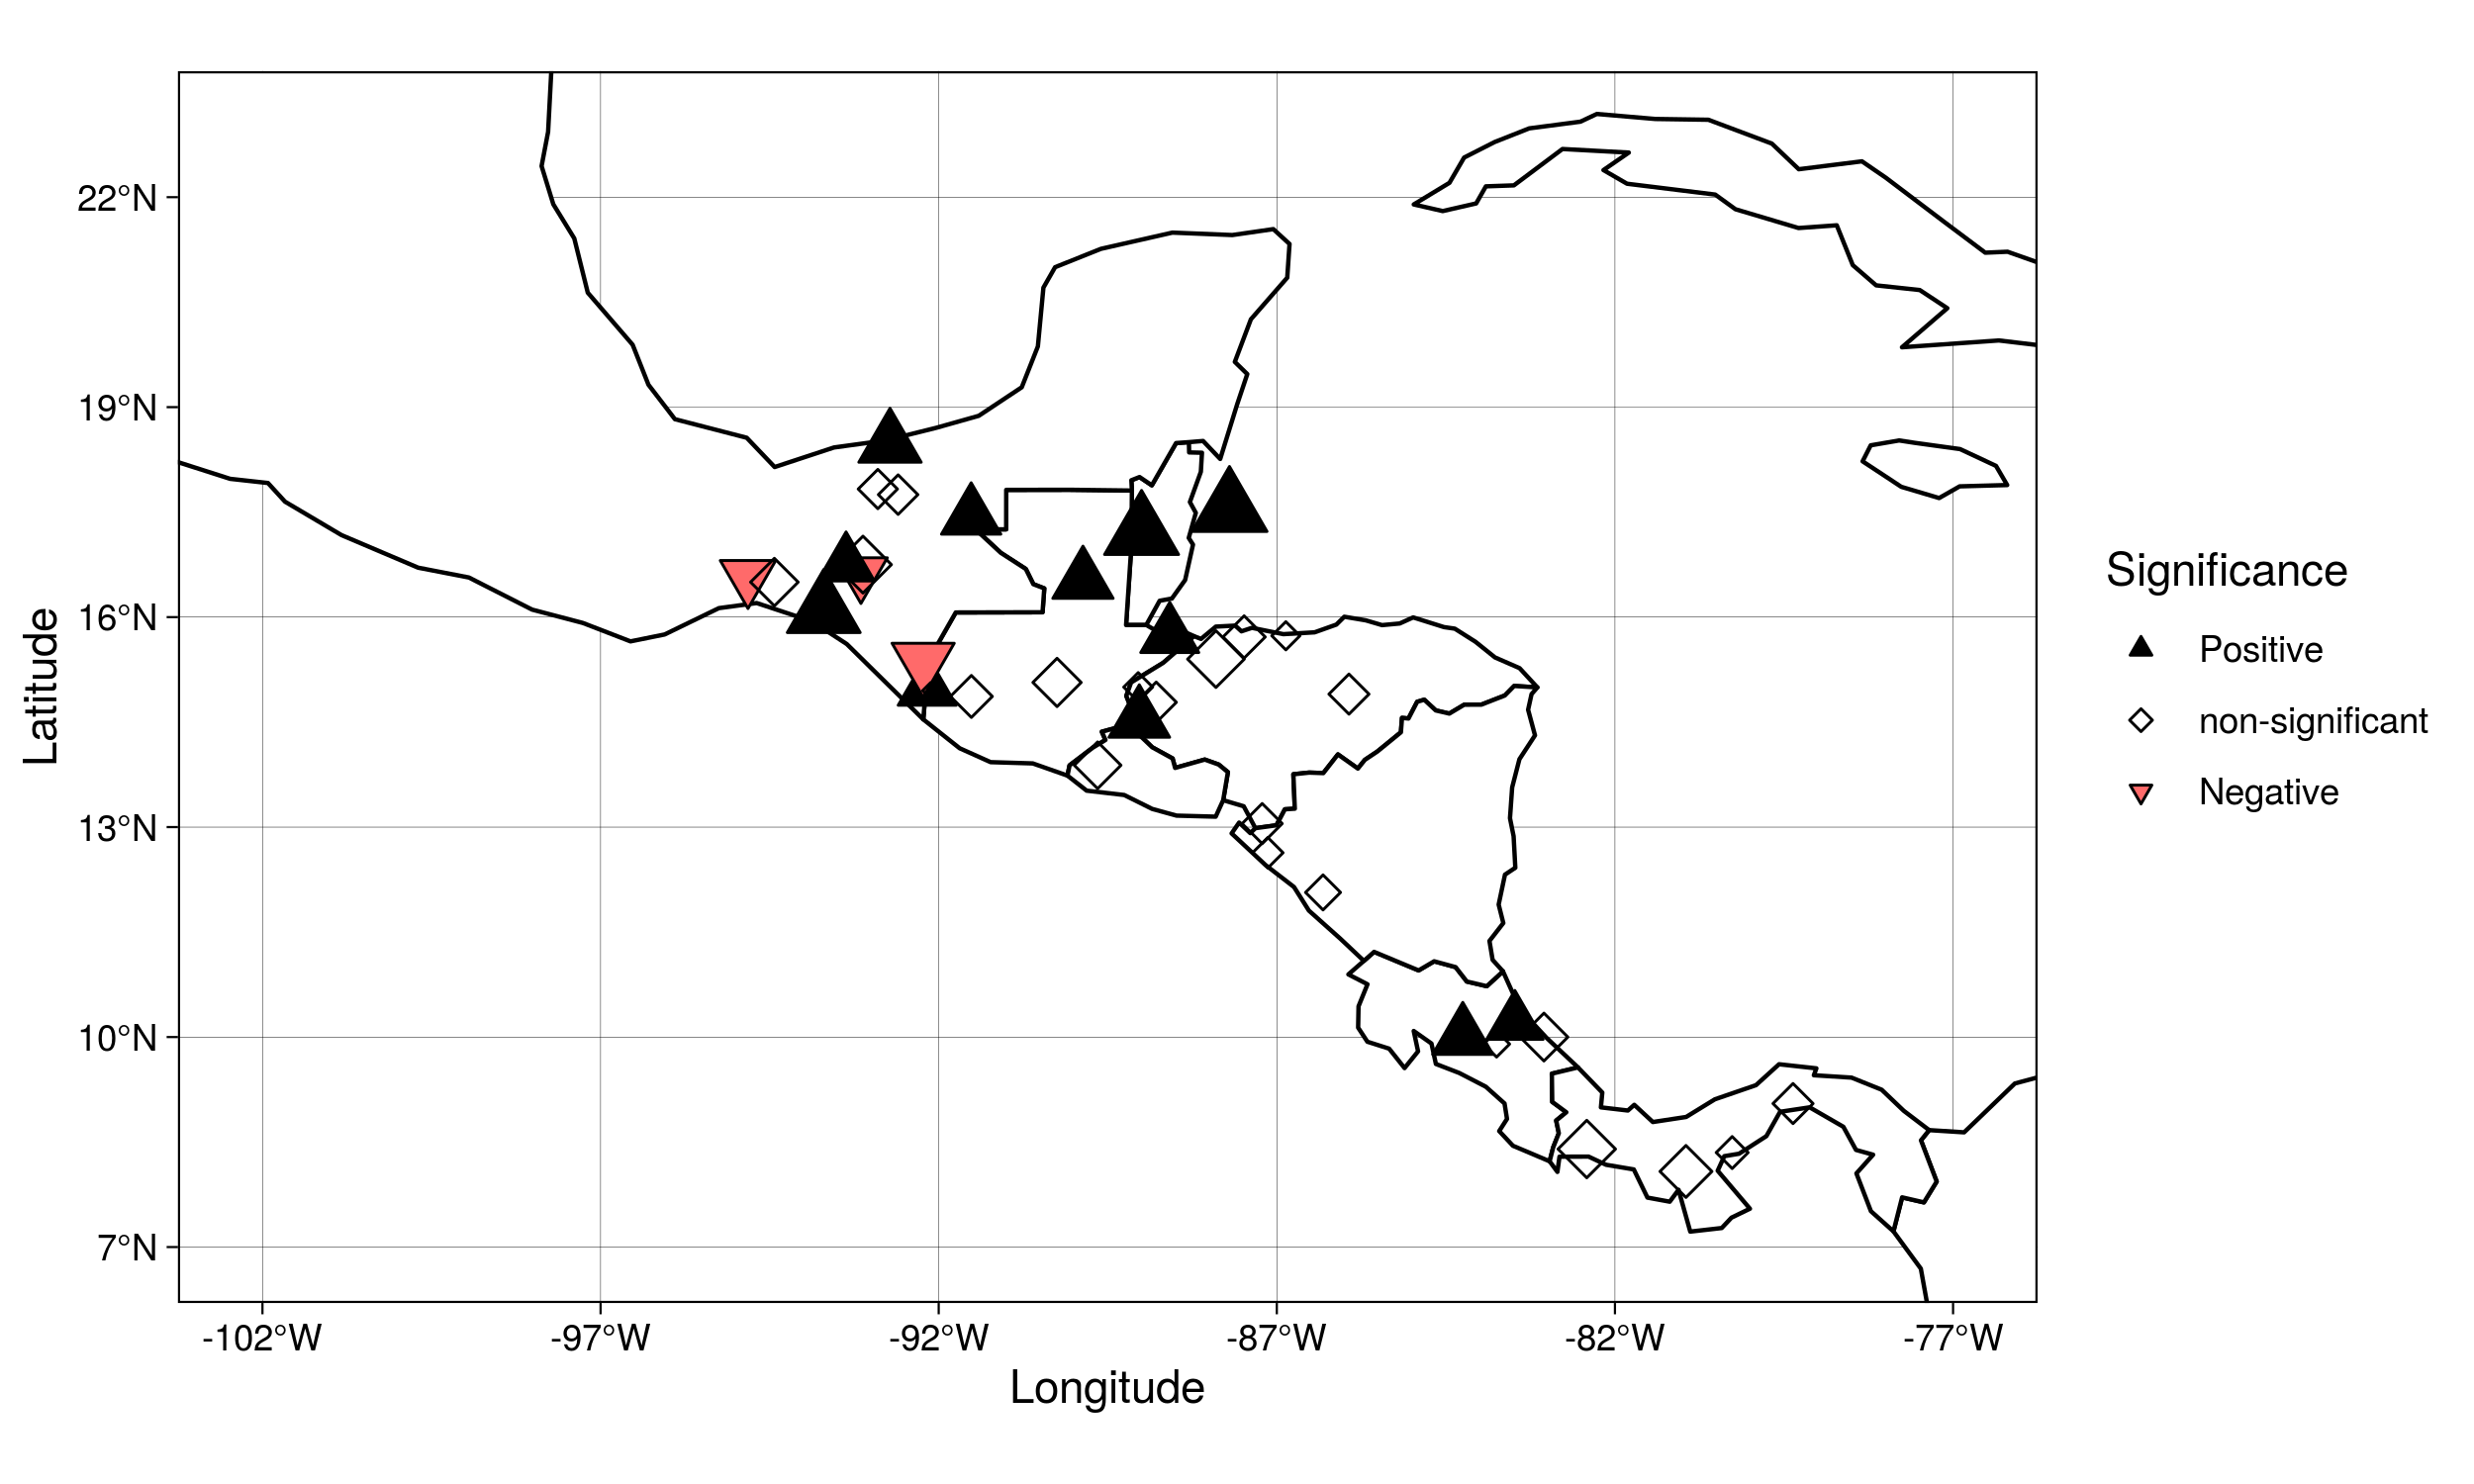 22°N
19°N
16°N
13°N
10°N
7°N
Latitude
-102°W -97°W -92°W -87°W -82°W -77°W
Longitude
Significance
Positive
non-significant
Negative